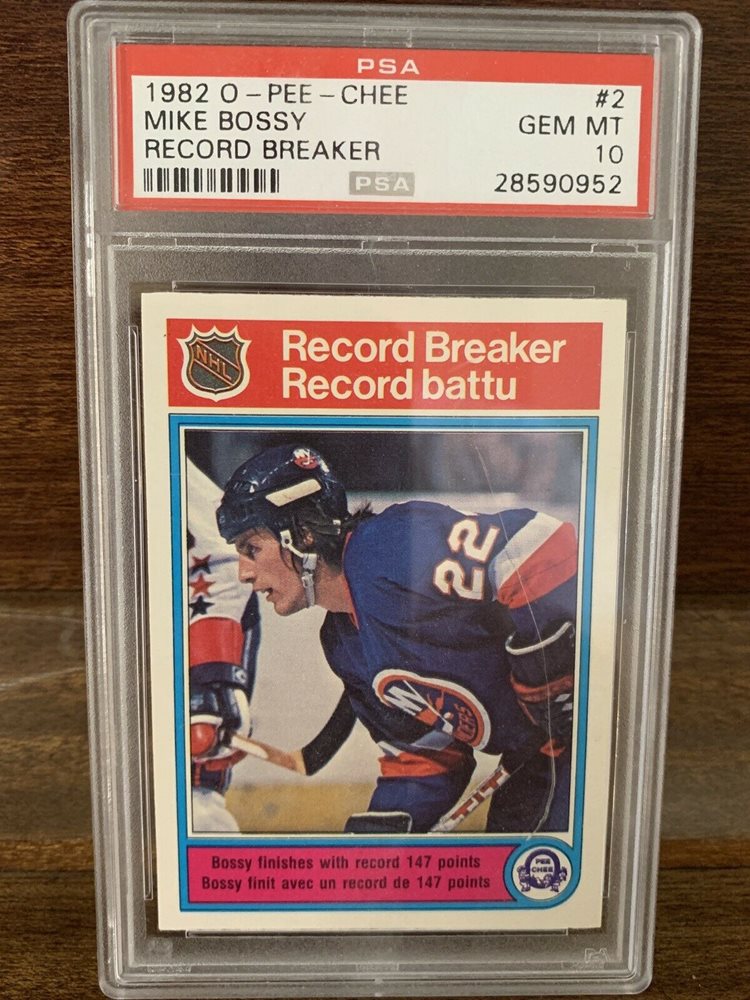 PSA
1982 O-PEE-CHEE #2
MIKE BOSSY GEM MT
RECORD BREAKER 10
PSA 28590952
NHL
Record Breaker
Record battu
22
Bossy finishes with record 147 points
Bossy finit avec un record de 147 points
PEE
CHEE